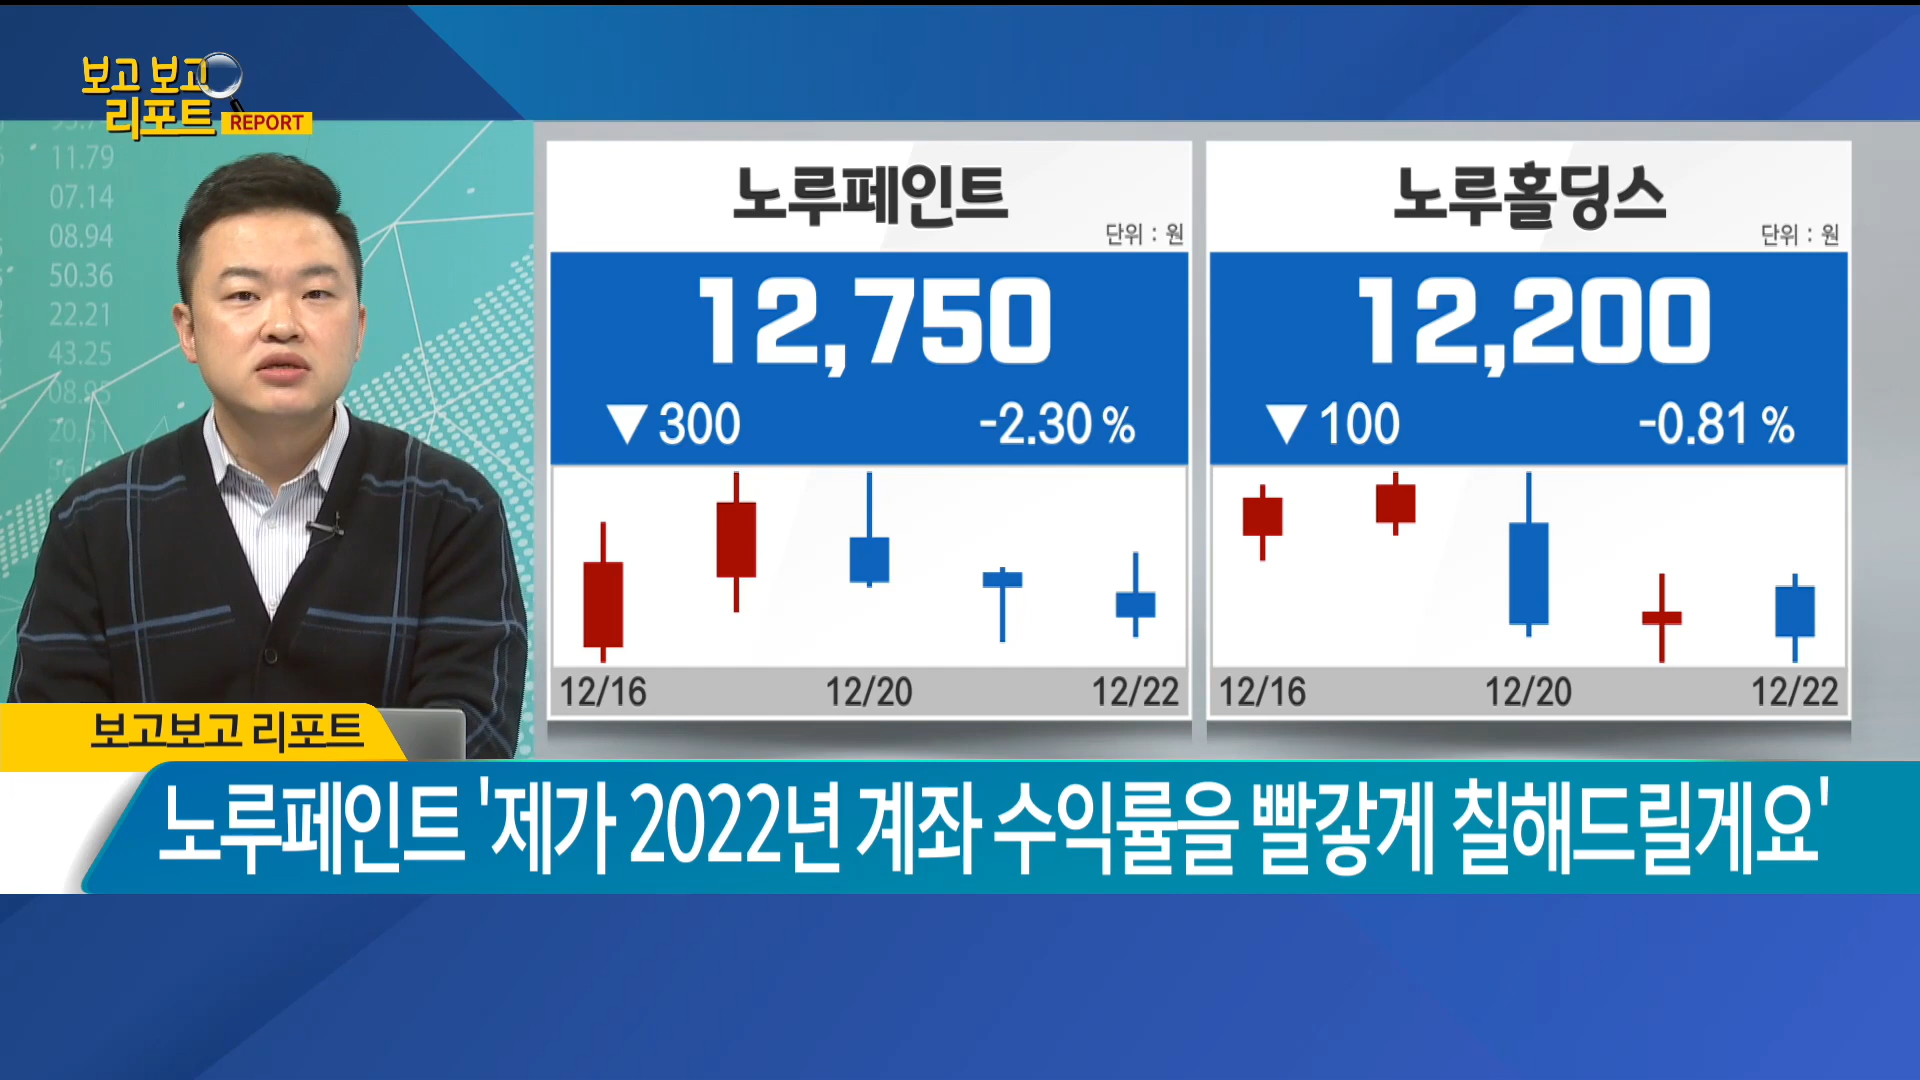 보고 보고
리포트 REPORT
11.79
07.14
08.94
50.36
22.21
43.25
노루페인트
단위 : 원
12,750
▼300 -2.30 %
12/16 12/20 12/22
노루홀딩스
단위 : 원
12,200
▼100 -0.81 %
12/16 12/20 12/22
보고보고 리포트
노루페인트 '제가 2022년 계좌 수익률을 빨갛게 칠해드릴게요'